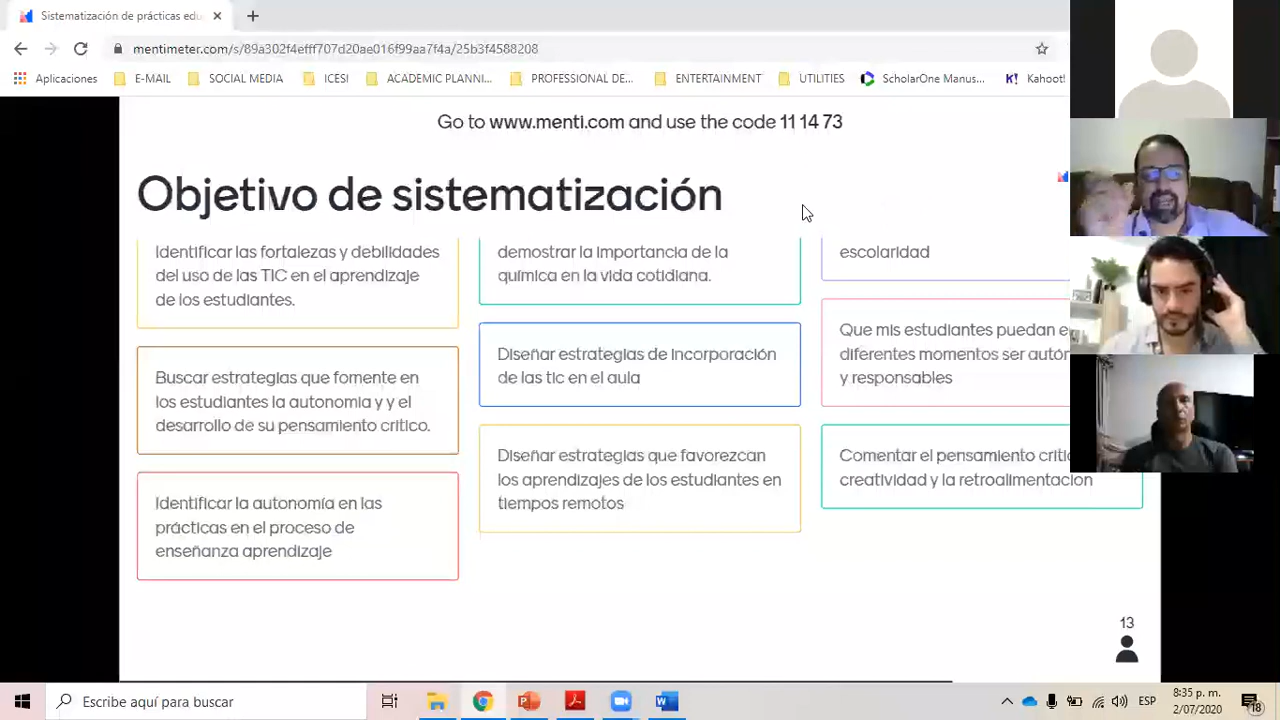 Sistematización de prácticas edu
mentimeter.com/s/89a302f4efff707d20ae016f99aa7f4a/25b3f4588208
Aplicaciones
E-MAIL
SOCIAL MEDIA
ICESI
ACADEMIC PLANNI...
PROFESSIONAL DE...
ENTERTAINMENT
UTILITIES
ScholarOne Manus...
K! Kahoot!
Go to www.menti.com and use the code 11 14 73
Objetivo de sistematización
Identificar las fortalezas y debilidades
del uso de las TIC en el aprendizaje
de los estudiantes.
Buscar estrategias que fomente en
los estudiantes la autonomia y y el
desarrollo de su pensamiento critico.
Identificar la autonomía en las
prácticas en el proceso de
enseñanza aprendizaje
demostrar la importancia de la
química en la vida cotidiana.
Diseñar estrategias de incorporación
de las tic en el aula
Diseñar estrategias que favorezcan
los aprendizajes de los estudiantes en
tiempos remotos
escolaridad
Que mis estudiantes puedan e
diferentes momentos ser autón
y responsables
Comentar el pensamiento critic
creatividad y la retroalimentacion
13
Escribe aquí para buscar
ESP
8:35 p. m.
2/07/2020
18